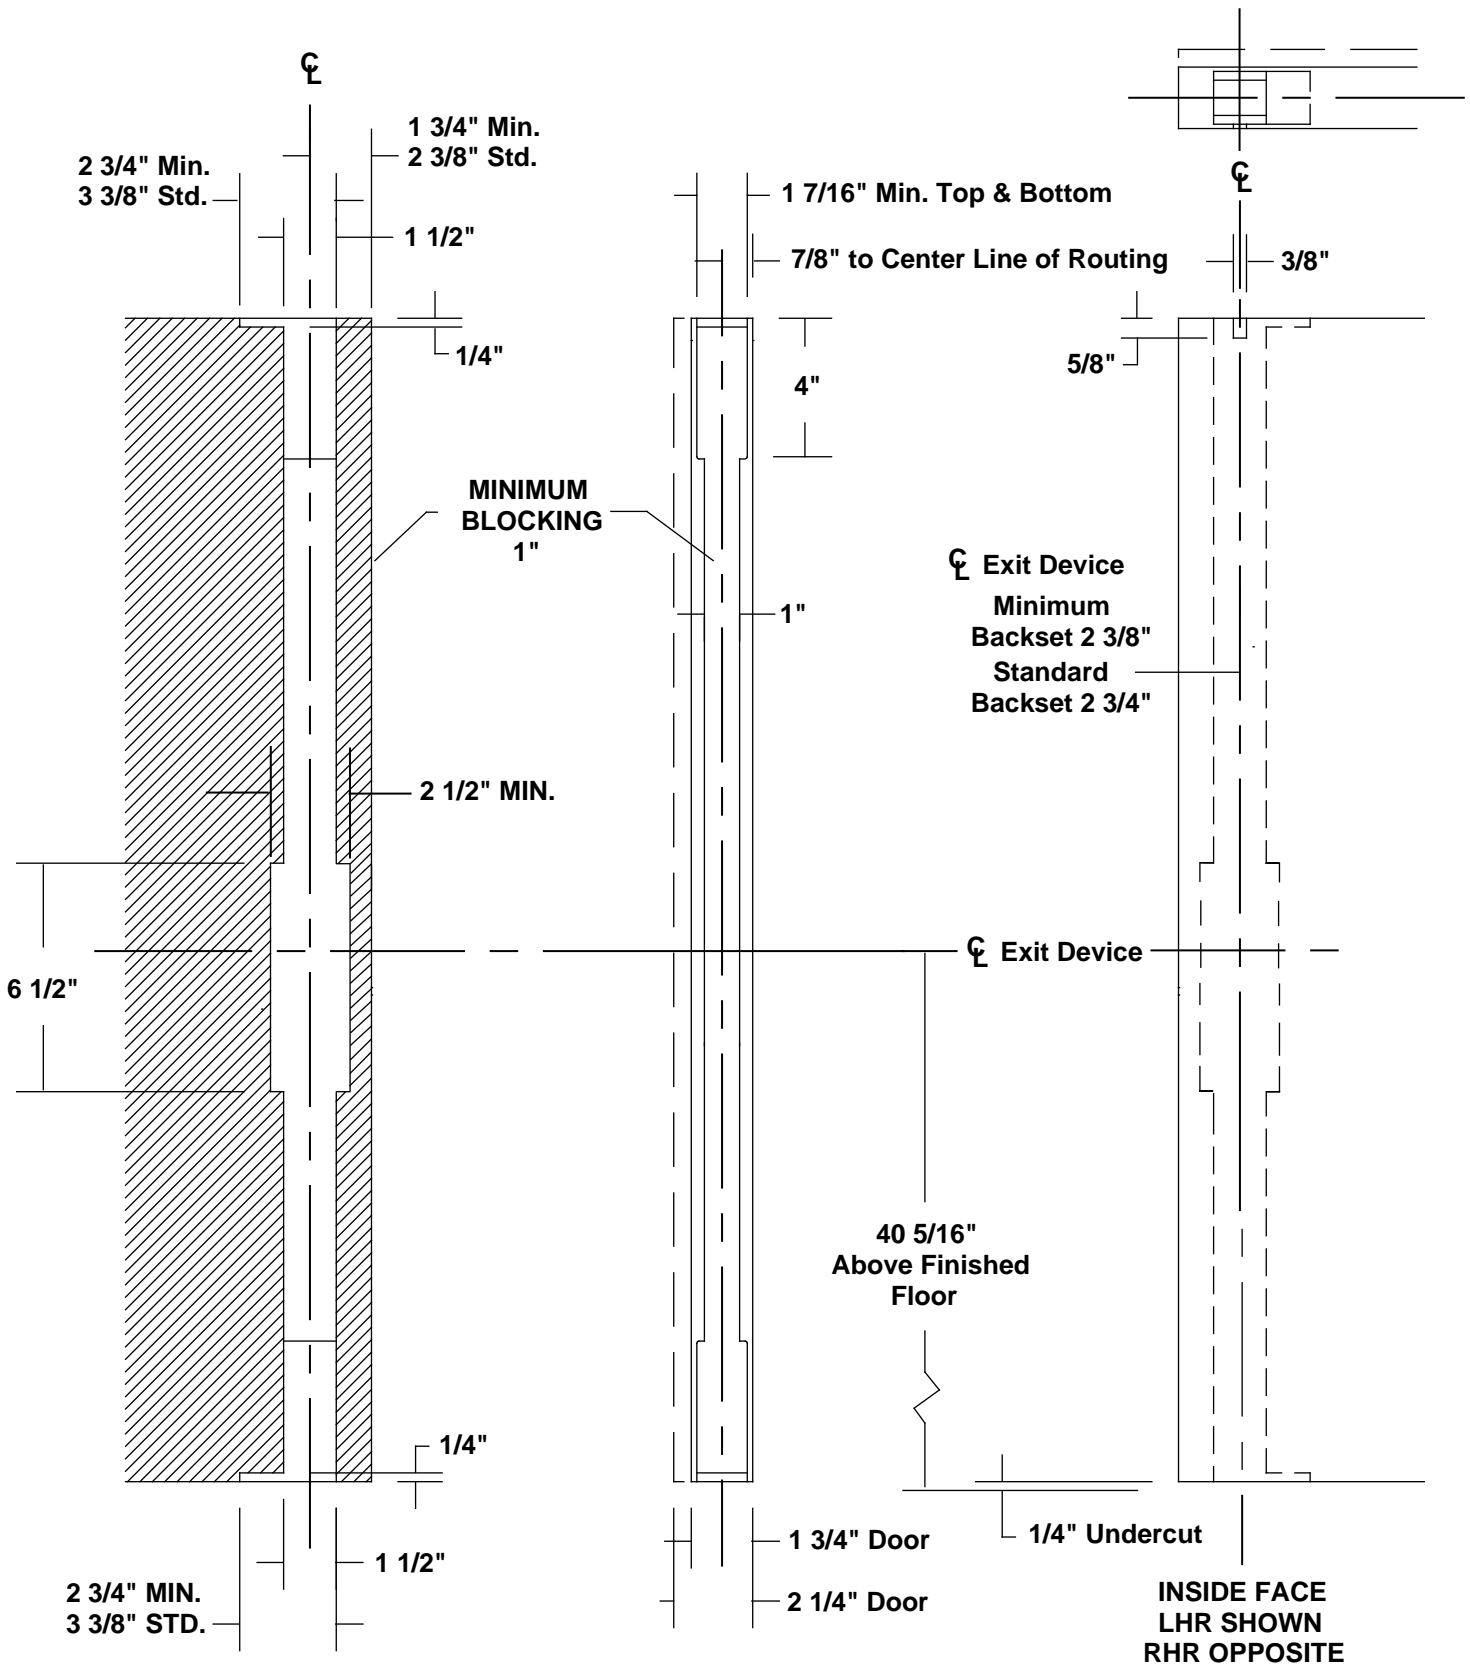 ℄
1 3/4" Min.
2 3/8" Std.
2 3/4" Min.
3 3/8" Std.
1 1/2"
1/4"
1 7/16" Min. Top & Bottom
7/8" to Center Line of Routing
4"
℄
3/8"
5/8"
MINIMUM
BLOCKING
1"
1"
℄ Exit Device
Minimum
Backset 2 3/8"
Standard
Backset 2 3/4"
2 1/2" MIN.
6 1/2"
℄ Exit Device
40 5/16"
Above Finished
Floor
1/4"
1 1/2"
2 3/4" MIN.
3 3/8" STD.
1 3/4" Door
2 1/4" Door
1/4" Undercut
INSIDE FACE
LHR SHOWN
RHR OPPOSITE